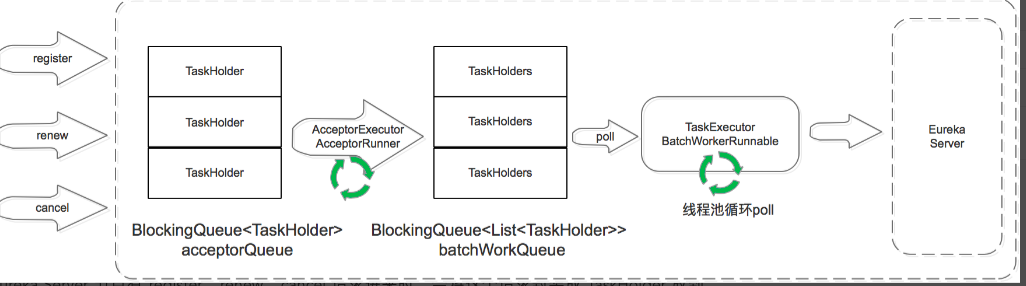 register
renew
cancel
TaskHolder
TaskHolder
TaskHolder
BlockingQueue<TaskHolder>
acceptorQueue
AcceptorExecutor
AcceptorRunner
TaskHolders
TaskHolders
TaskHolders
BlockingQueue<List<TaskHolder>>
batchWorkQueue
poll
TaskExecutor
BatchWorkerRunnable
线程池循环poll
Eureka
Server